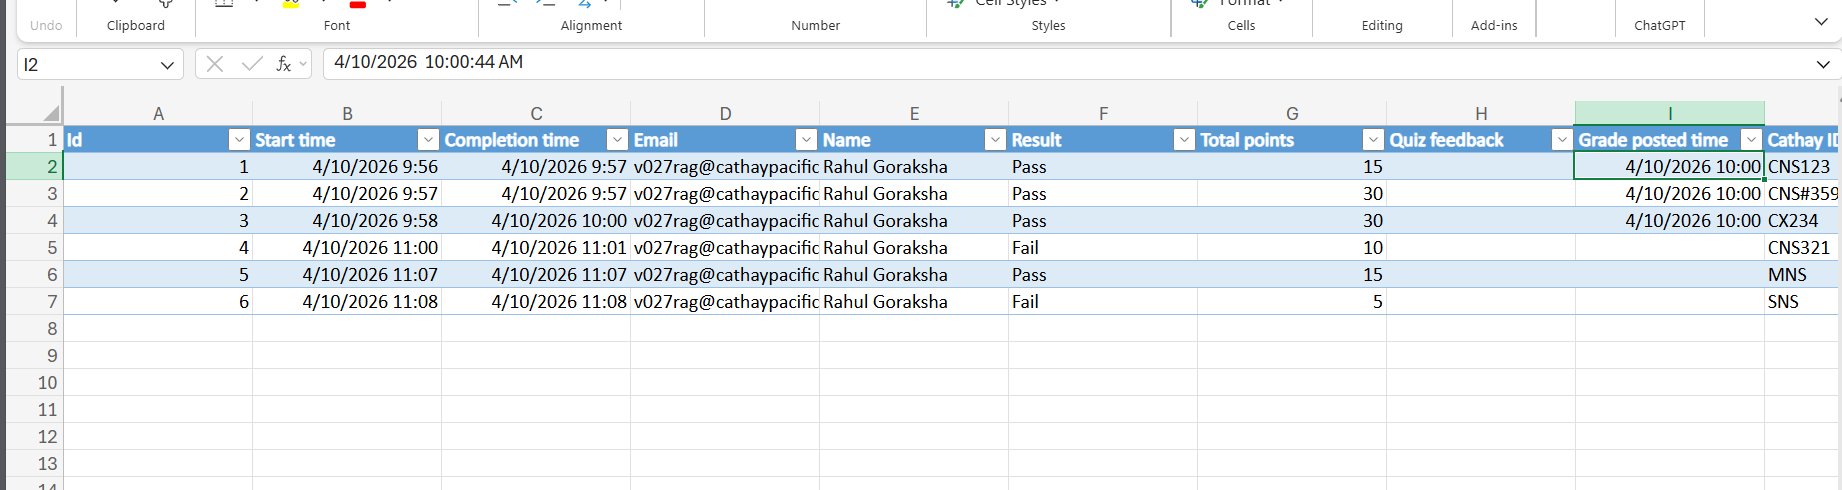 Cell Styles
Format
Undo Clipboard Font Alignment Number Styles Cells Editing Add-ins ChatGPT
I2 fx 4/10/2026 10:00:44 AM
A B C D E F G H I
1 Id Start time Completion time Email Name Result Total points Quiz feedback Grade posted time Cathay ID
2 1 4/10/2026 9:56 4/10/2026 9:57 v027rag@cathaypacific Rahul Goraksha Pass 15 4/10/2026 10:00 CNS123
3 2 4/10/2026 9:57 4/10/2026 9:57 v027rag@cathaypacific Rahul Goraksha Pass 30 4/10/2026 10:00 CNS#359
4 3 4/10/2026 9:58 4/10/2026 10:00 v027rag@cathaypacific Rahul Goraksha Pass 30 4/10/2026 10:00 CX234
5 4 4/10/2026 11:00 4/10/2026 11:01 v027rag@cathaypacific Rahul Goraksha Fail 10 CNS321
6 5 4/10/2026 11:07 4/10/2026 11:07 v027rag@cathaypacific Rahul Goraksha Pass 15 MNS
7 6 4/10/2026 11:08 4/10/2026 11:08 v027rag@cathaypacific Rahul Goraksha Fail 5 SNS
8
9
10
11
12
13
14